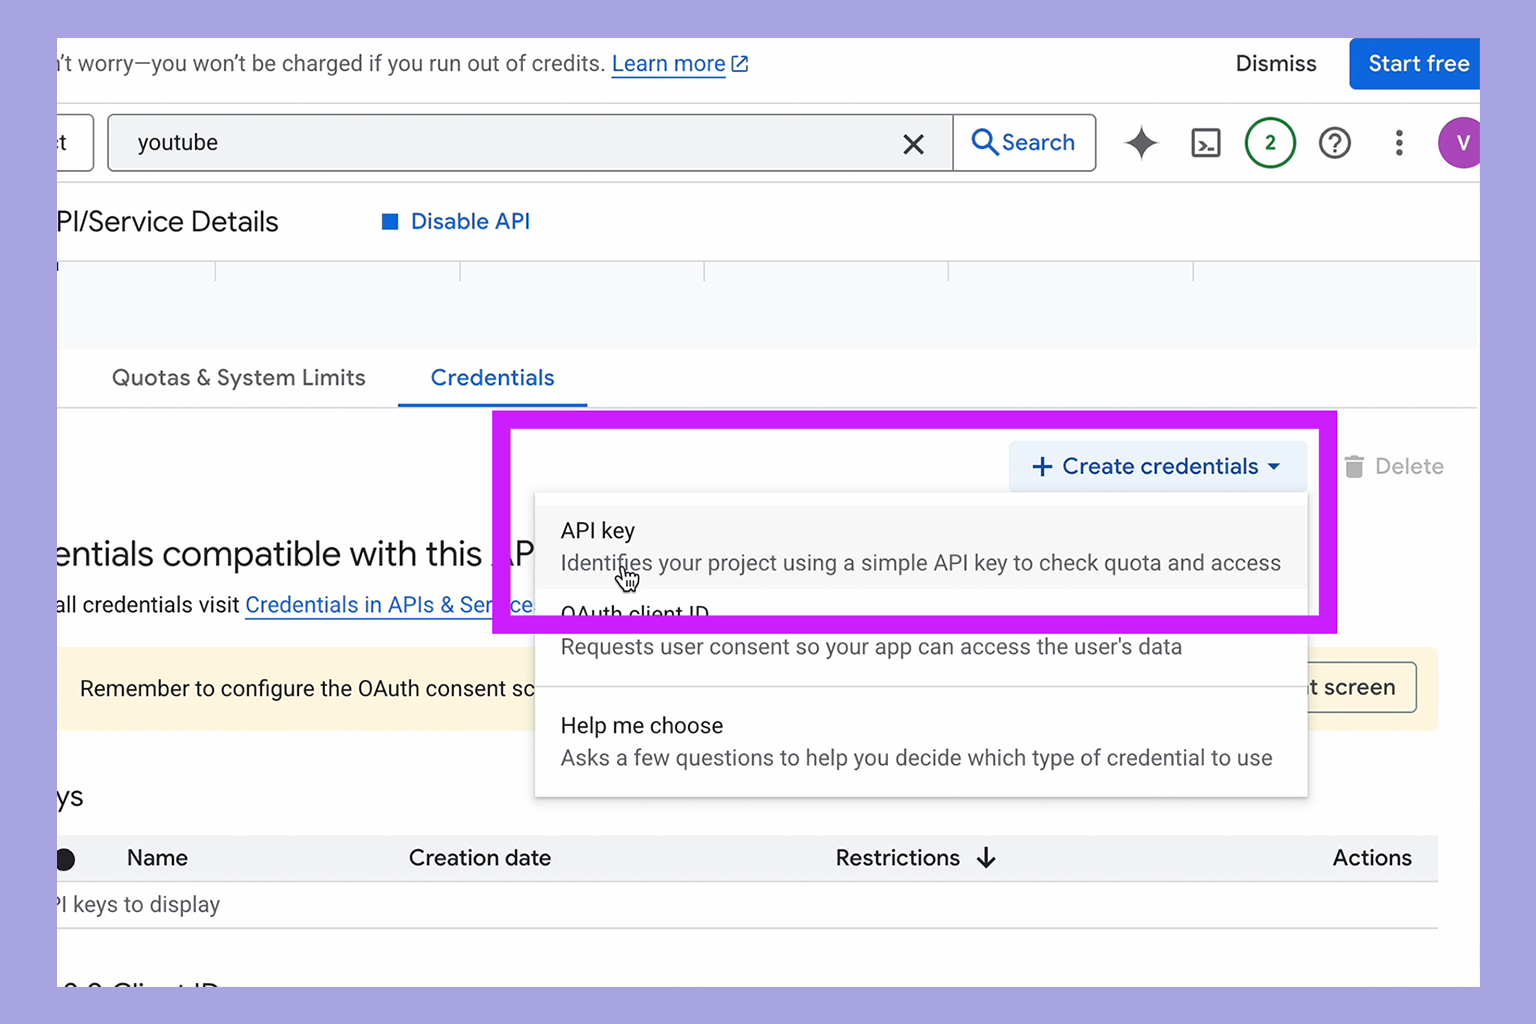 n't worry—you won't be charged if you run out of credits. Learn more
Dismiss
Start free
ct
youtube
Search
2
V
PI/Service Details
Disable API
Quotas & System Limits
Credentials
Create credentials
Delete
API key
Identifies your project using a simple API key to check quota and access
entials compatible with this AP
all credentials visit Credentials in APIs & Services
OAuth client ID
Requests user consent so your app can access the user's data
Remember to configure the OAuth consent sc
t screen
Help me choose
Asks a few questions to help you decide which type of credential to use
ys
Name
Creation date
Restrictions
Actions
PI keys to display
Client ID